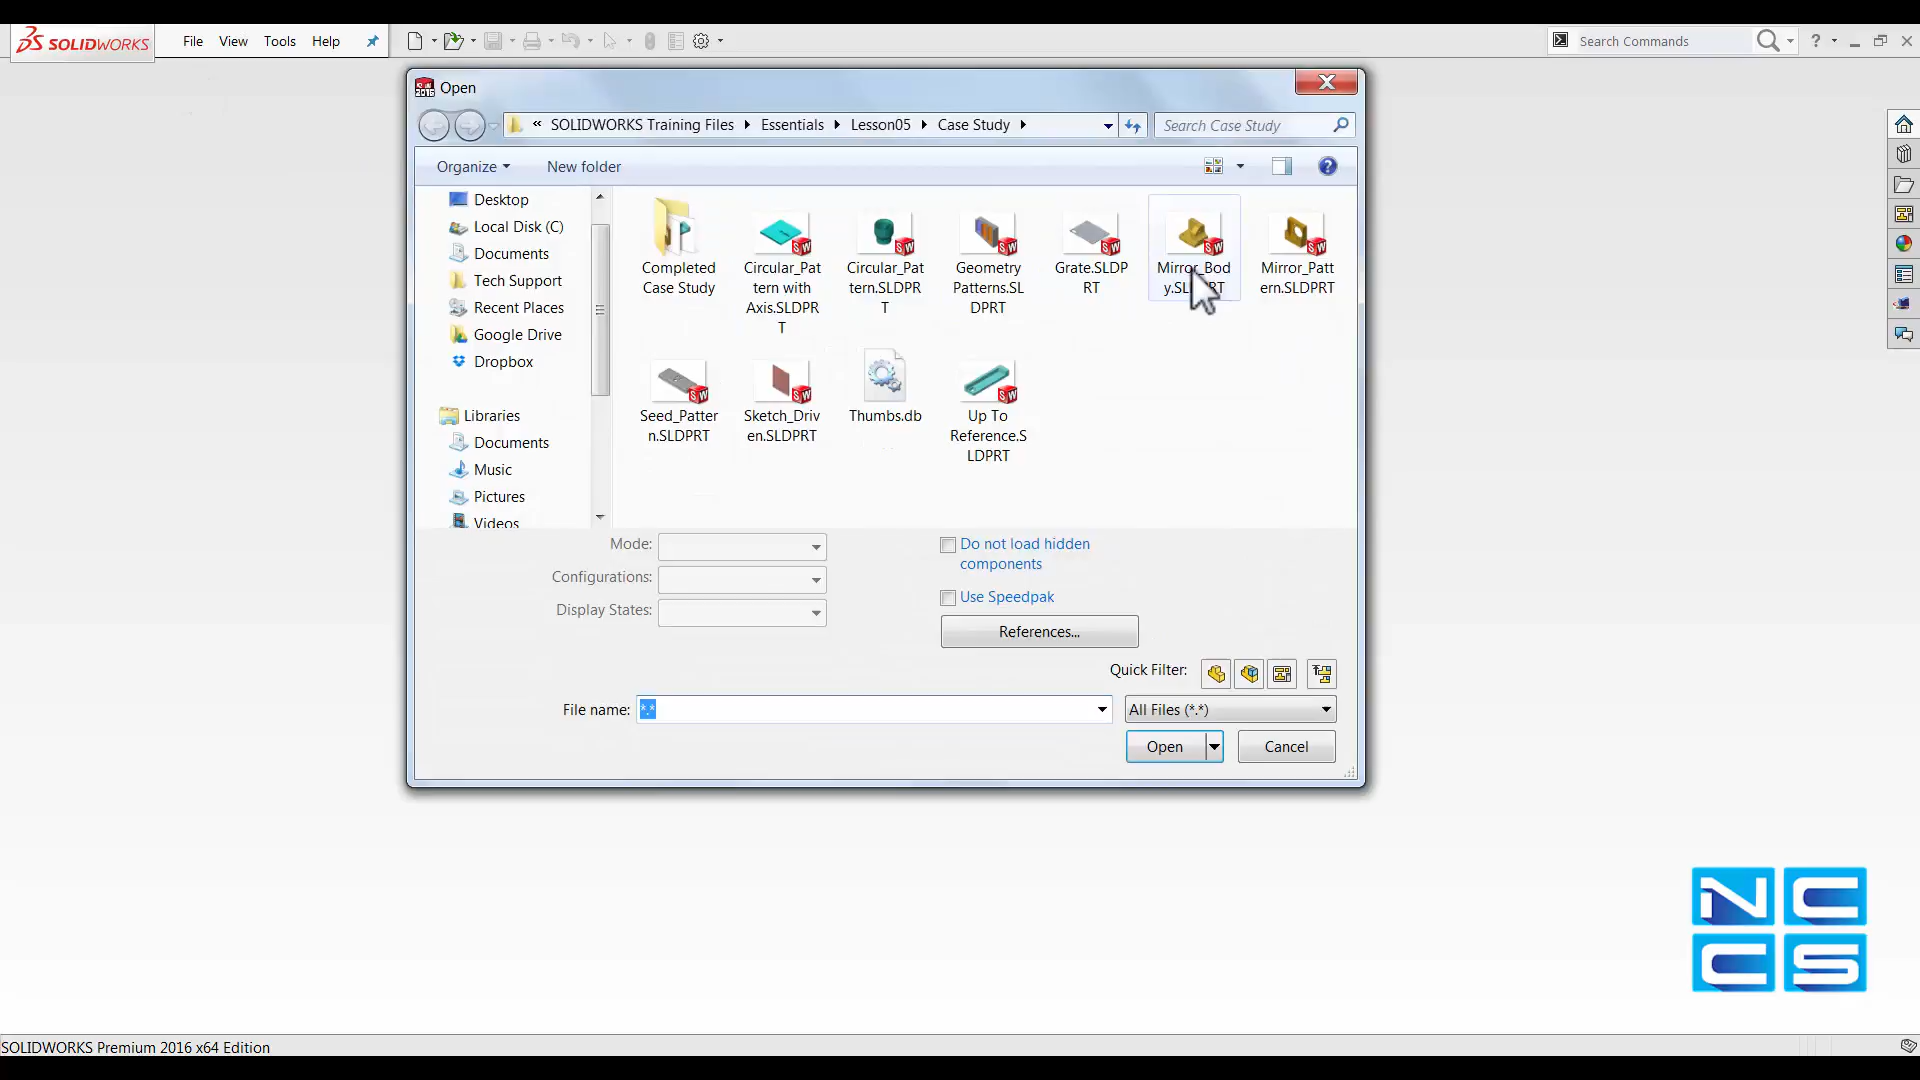 SOLIDWORKS File View Tools Help Search Commands ?
Open
« SOLIDWORKS Training Files Essentials Lesson05 Case Study Search Case Study
Organize New folder
Desktop
Local Disk (C)
Documents
Tech Support
Recent Places
Google Drive
Dropbox
Libraries
Documents
Music
Pictures
Videos
Completed
Case Study
Circular_Pat
tern with
Axis.SLDPR
T
Circular_Pat
tern.SLDPR
T
Geometry
Patterns.SL
DPRT
Grate.SLDP
RT
Mirror_Bod
Mirror_Patt
ern.SLDPRT
Seed_Patter
n.SLDPRT
Sketch_Driv
en.SLDPRT
Thumbs.db
Up To
Reference.S
LDPRT
Mode:
Configurations:
Display States:
Do not load hidden
components
Use Speedpak
References...
Quick Filter:
File name: *.* All Files (*.*)
Open Cancel
NCCS
SOLIDWORKS Premium 2016 x64 Edition